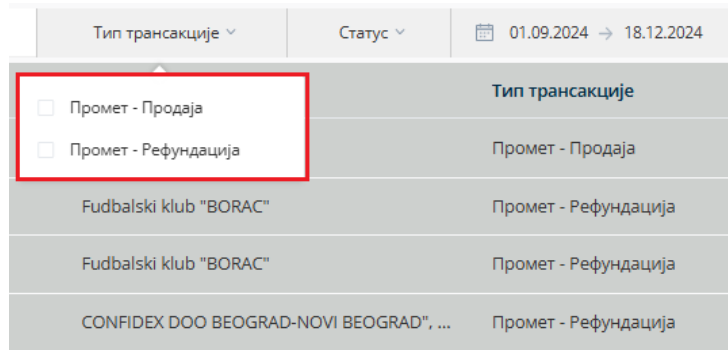 Тип трансакције Статус 01.09.2024 → 18.12.2024
Тип трансакције
Промет - Продаја
Промет - Рефундација
Промет - Продаја
Fudbalski klub "BORAC" Промет - Рефундација
Fudbalski klub "BORAC" Промет - Рефундација
CONFIDEX DOO BEOGRAD-NOVI BEOGRAD", ... Промет - Рефундација